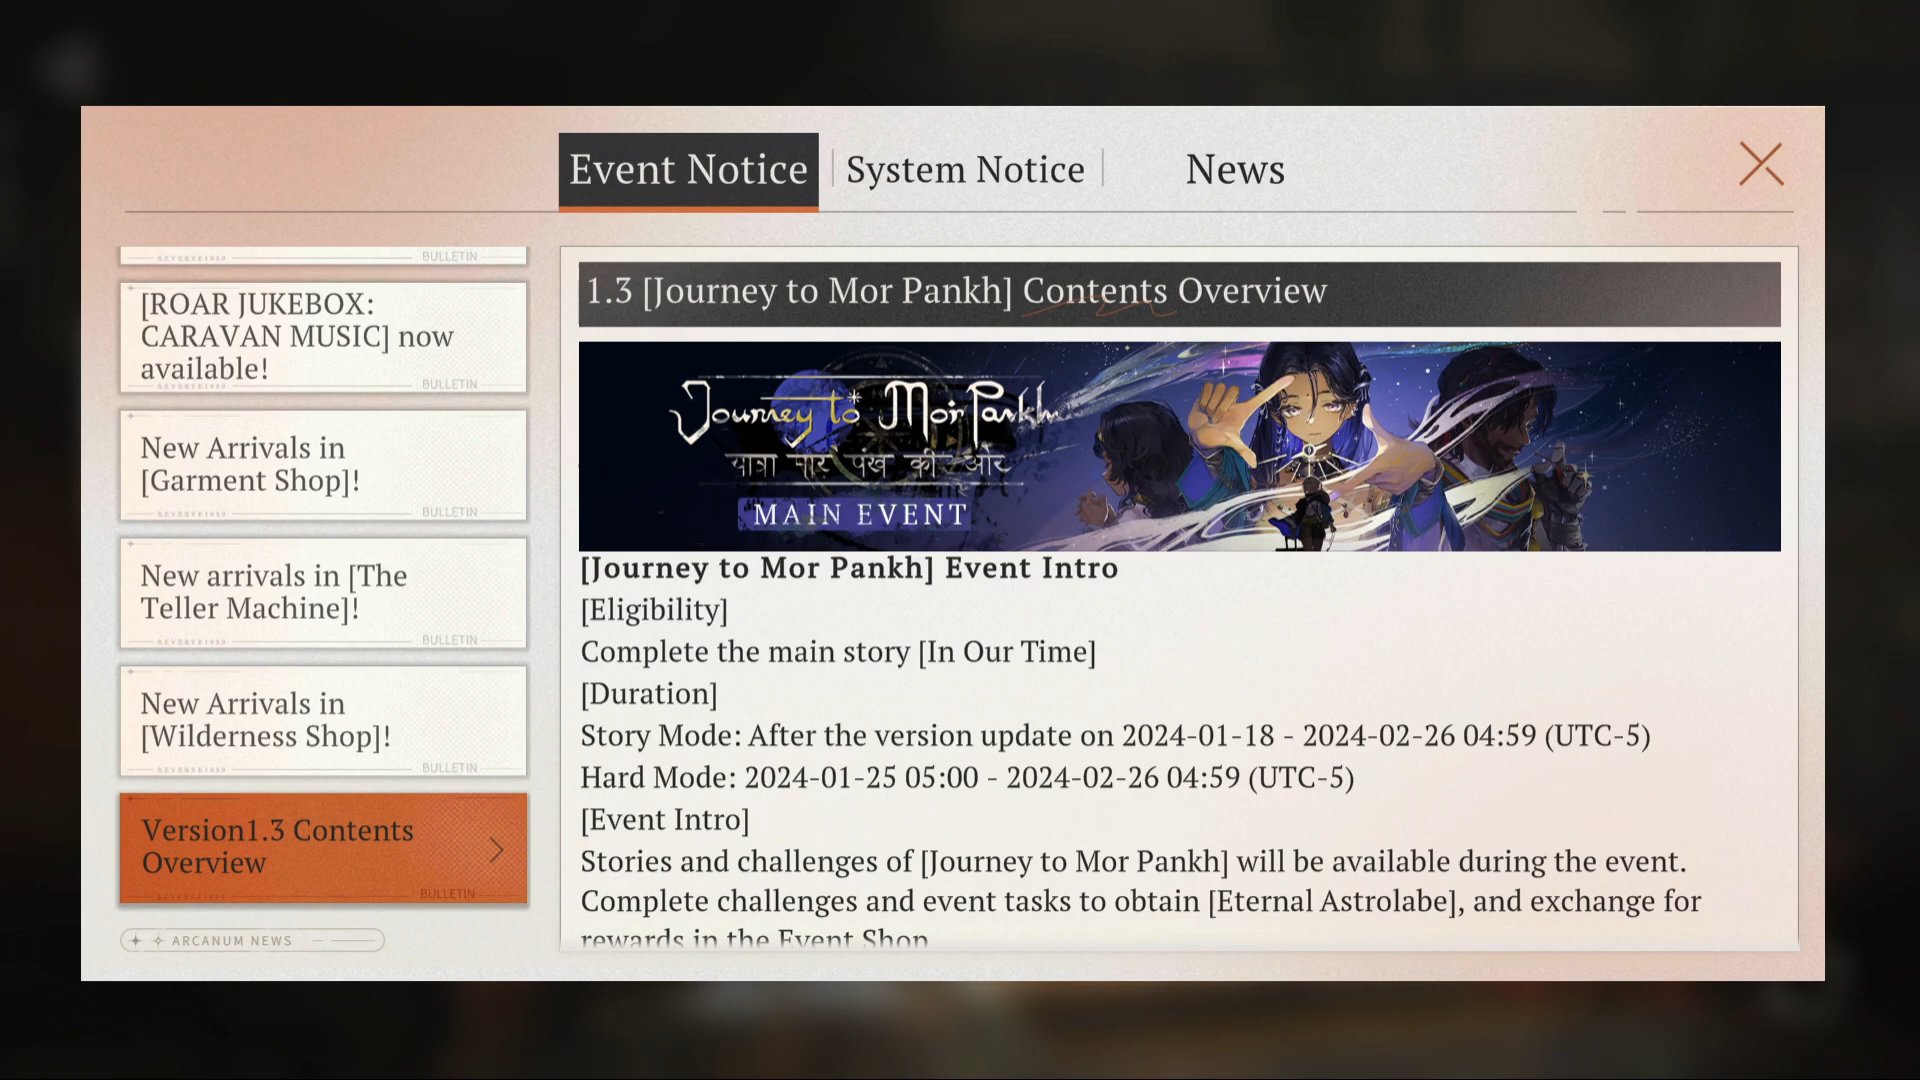 Event Notice
System Notice
News
BULLETIN
[ROAR JUKEBOX:
CARAVAN MUSIC] now
available!
BULLETIN
New Arrivals in
[Garment Shop]!
BULLETIN
New arrivals in [The
Teller Machine]!
BULLETIN
New Arrivals in
[Wilderness Shop]!
BULLETIN
Version1.3 Contents
Overview
BULLETIN
ARCANUM NEWS
1.3 [Journey to Mor Pankh] Contents Overview
Journey to Mor Pankh
यात्रा पार पंख की और
MAIN EVENT
[Journey to Mor Pankh] Event Intro
[Eligibility]
Complete the main story [In Our Time]
[Duration]
Story Mode: After the version update on 2024-01-18 - 2024-02-26 04:59 (UTC-5)
Hard Mode: 2024-01-25 05:00 - 2024-02-26 04:59 (UTC-5)
[Event Intro]
Stories and challenges of [Journey to Mor Pankh] will be available during the event.
Complete challenges and event tasks to obtain [Eternal Astrolabe], and exchange for
rewards in the Event Shop